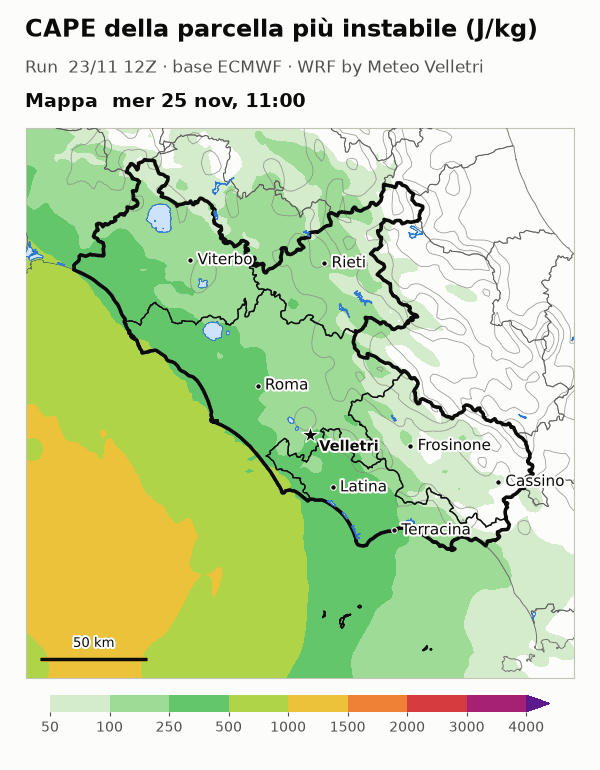 CAPE della parcella più instabile (J/kg)
Run 23/11 12Z · base ECMWF · WRF by Meteo Velletri
Mappa mer 25 nov, 11:00
Viterbo
Rieti
Roma
Velletri
Frosinone
Latina
Cassino
Terracina
50 km
50 100 250 500 1000 1500 2000 3000 4000